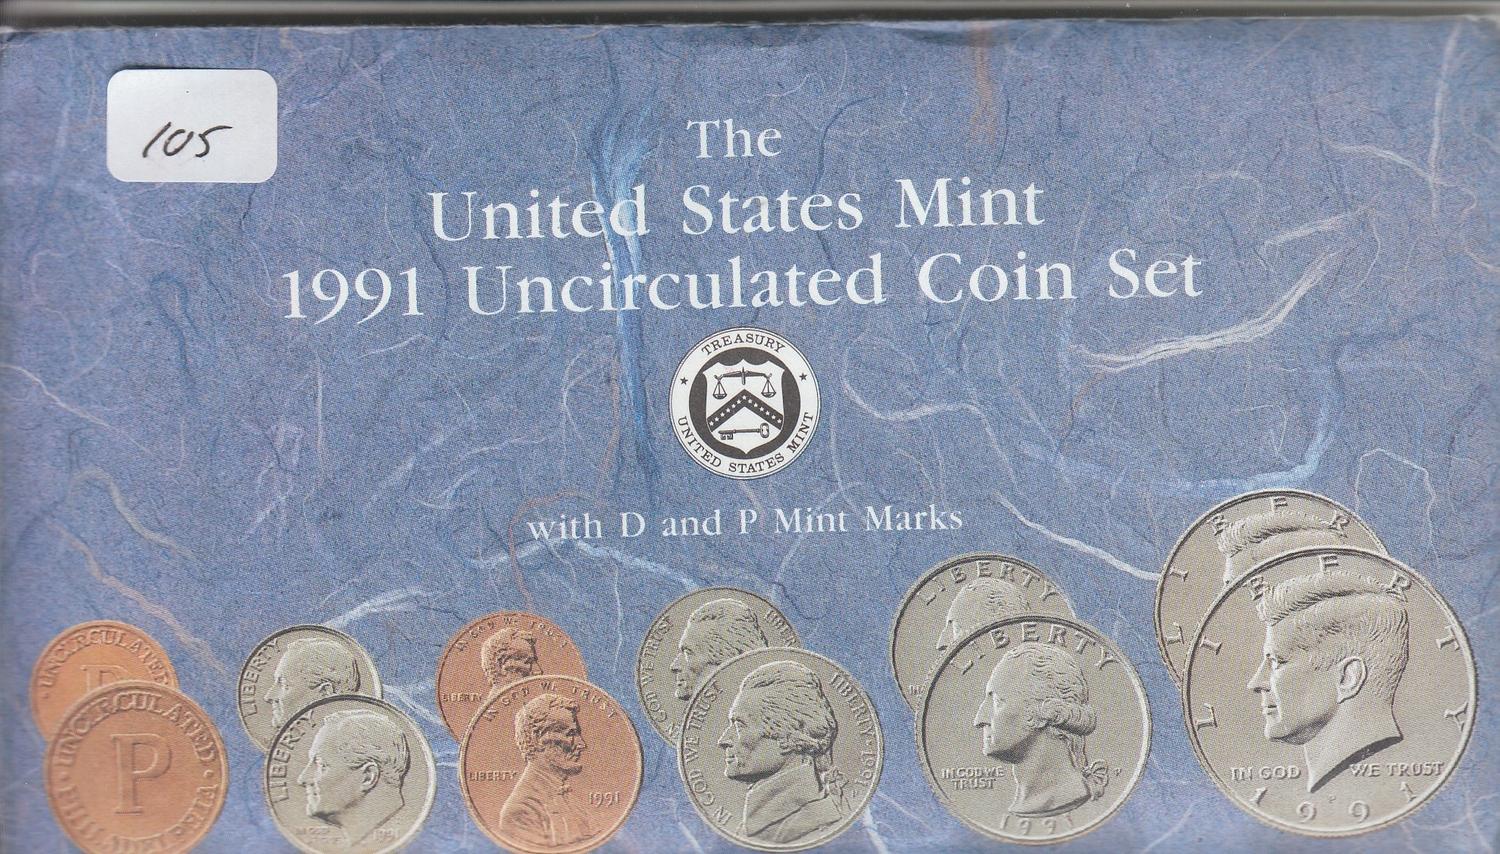 105
The
United States Mint
1991 Uncirculated Coin Set
TREASURY
UNITED STATES MINT
with D and P Mint Marks
UNCIRCULATED
D
UNCIRCULATED
P
LIBERTY
LIBERTY
1991
IN GOD WE TRUST
LIBERTY
IN GOD WE TRUST
LIBERTY
1991
IN GOD WE TRUST
IN GOD WE TRUST
LIBERTY
LIBERTY
LIBERTY
IN GOD WE
TRUST
P
1991
LIBERTY
LIBERTY
IN GOD WE TRUST
P
1991